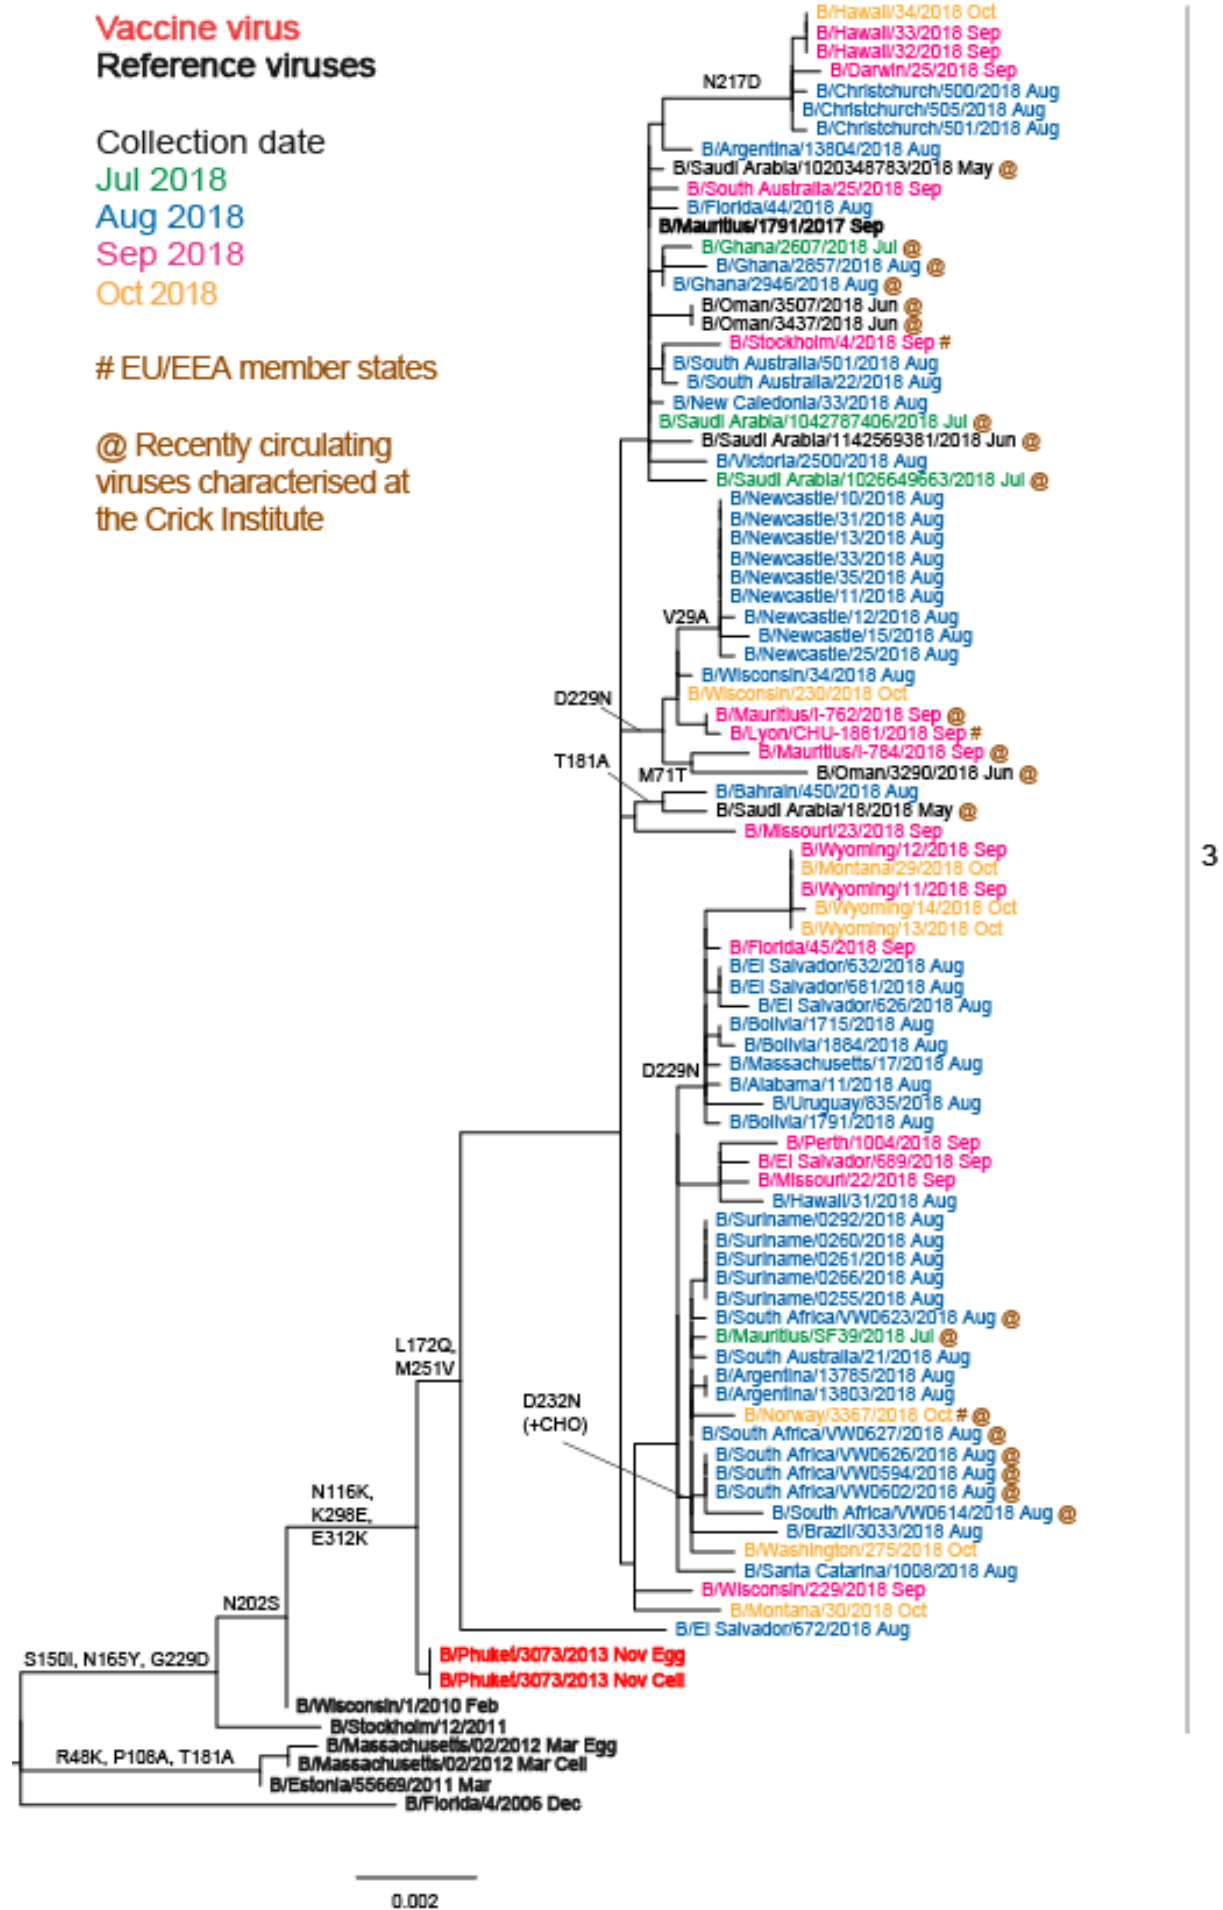 Vaccine virus
Reference viruses
Collection date
Jul 2018
Aug 2018
Sep 2018
Oct 2018
# EU/EEA member states
@ Recently circulating
viruses characterised at
the Crick Institute
B/Hawaii/34/2018 Oct
B/Hawaii/33/2018 Sep
B/Hawaii/32/2018 Sep
B/Darwin/25/2018 Sep
N217D
B/Christchurch/500/2018 Aug
B/Christchurch/505/2018 Aug
B/Christchurch/501/2018 Aug
B/Argentina/13804/2018 Aug
B/Saudi Arabia/1020348783/2018 May @
B/South Australia/25/2018 Sep
B/Florida/44/2018 Aug
B/Mauritius/1791/2017 Sep
B/Ghana/2607/2018 Jul @
B/Ghana/2857/2018 Aug @
B/Ghana/2946/2018 Aug @
B/Oman/3507/2018 Jun @
B/Oman/3437/2018 Jun @
B/Stockholm/4/2018 Sep #
B/South Australia/501/2018 Aug
B/South Australia/22/2018 Aug
B/New Caledonia/33/2018 Aug
B/Saudi Arabia/1042787406/2018 Jul @
B/Saudi Arabia/1142569381/2018 Jun @
B/Victoria/2500/2018 Aug
B/Saudi Arabia/1026649663/2018 Jul @
B/Newcastle/10/2018 Aug
B/Newcastle/31/2018 Aug
B/Newcastle/13/2018 Aug
B/Newcastle/33/2018 Aug
B/Newcastle/35/2018 Aug
B/Newcastle/11/2018 Aug
V29A
B/Newcastle/12/2018 Aug
B/Newcastle/15/2018 Aug
B/Newcastle/25/2018 Aug
B/Wisconsin/34/2018 Aug
D229N
B/Wisconsin/230/2018 Oct
B/Mauritius/I-762/2018 Sep @
B/Lyon/CHU-1881/2018 Sep #
B/Mauritius/I-784/2018 Sep @
T181A
M71T
B/Oman/3290/2018 Jun @
B/Bahrain/450/2018 Aug
B/Saudi Arabia/18/2018 May @
B/Missouri/23/2018 Sep
B/Wyoming/12/2018 Sep
3
B/Montana/29/2018 Oct
B/Wyoming/11/2018 Sep
B/Wyoming/14/2018 Oct
B/Wyoming/13/2018 Oct
B/Florida/45/2018 Sep
B/El Salvador/632/2018 Aug
B/El Salvador/681/2018 Aug
B/El Salvador/626/2018 Aug
B/Bolivia/1715/2018 Aug
B/Bolivia/1884/2018 Aug
B/Massachusetts/17/2018 Aug
D229N
B/Alabama/11/2018 Aug
B/Uruguay/835/2018 Aug
B/Bolivia/1791/2018 Aug
B/Perth/1004/2018 Sep
B/El Salvador/689/2018 Sep
B/Missouri/22/2018 Sep
B/Hawaii/31/2018 Aug
B/Suriname/0292/2018 Aug
B/Suriname/0260/2018 Aug
B/Suriname/0261/2018 Aug
B/Suriname/0266/2018 Aug
B/Suriname/0255/2018 Aug
B/South Africa/VW0623/2018 Aug @
B/Mauritius/SF39/2018 Jul @
L172Q,
M251V
B/South Australia/21/2018 Aug
B/Argentina/13785/2018 Aug
B/Argentina/13803/2018 Aug
D232N
(+CHO)
B/Norway/3367/2018 Oct # @
B/South Africa/VW0627/2018 Aug @
B/South Africa/VW0626/2018 Aug @
B/South Africa/VW0594/2018 Aug @
B/South Africa/VW0602/2018 Aug @
N116K,
K298E,
E312K
B/South Africa/VW0614/2018 Aug @
B/Brazil/3033/2018 Aug
B/Washington/275/2018 Oct
B/Santa Catarina/1008/2018 Aug
B/Wisconsin/229/2018 Sep
N202S
B/Montana/30/2018 Oct
B/El Salvador/672/2018 Aug
S150I, N165Y, G229D
B/Phuket/3073/2013 Nov Egg
B/Phuket/3073/2013 Nov Cell
B/Wisconsin/1/2010 Feb
B/Stockholm/12/2011
B/Massachusetts/02/2012 Mar Egg
R48K, P108A, T181A
B/Massachusetts/02/2012 Mar Cell
B/Estonia/55669/2011 Mar
B/Florida/4/2006 Dec
0.002